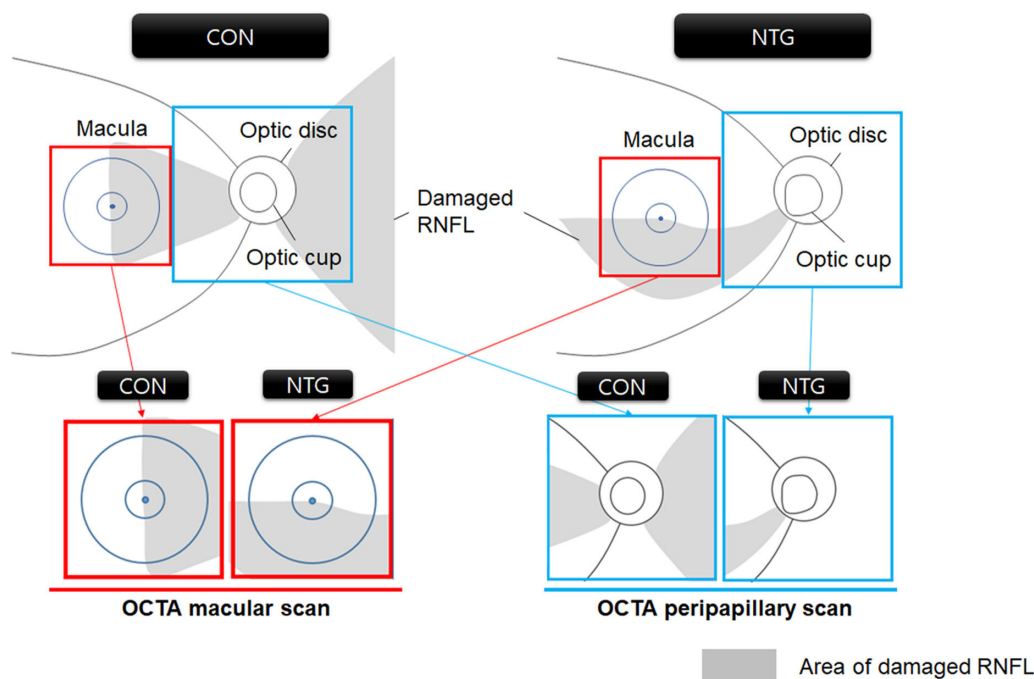 CON
NTG
Macula
Optic disc
Optic cup
Damaged
RNFL
Macula
Optic disc
Optic cup
CON
NTG
CON
NTG
OCTA macular scan
OCTA peripapillary scan
Area of damaged RNFL